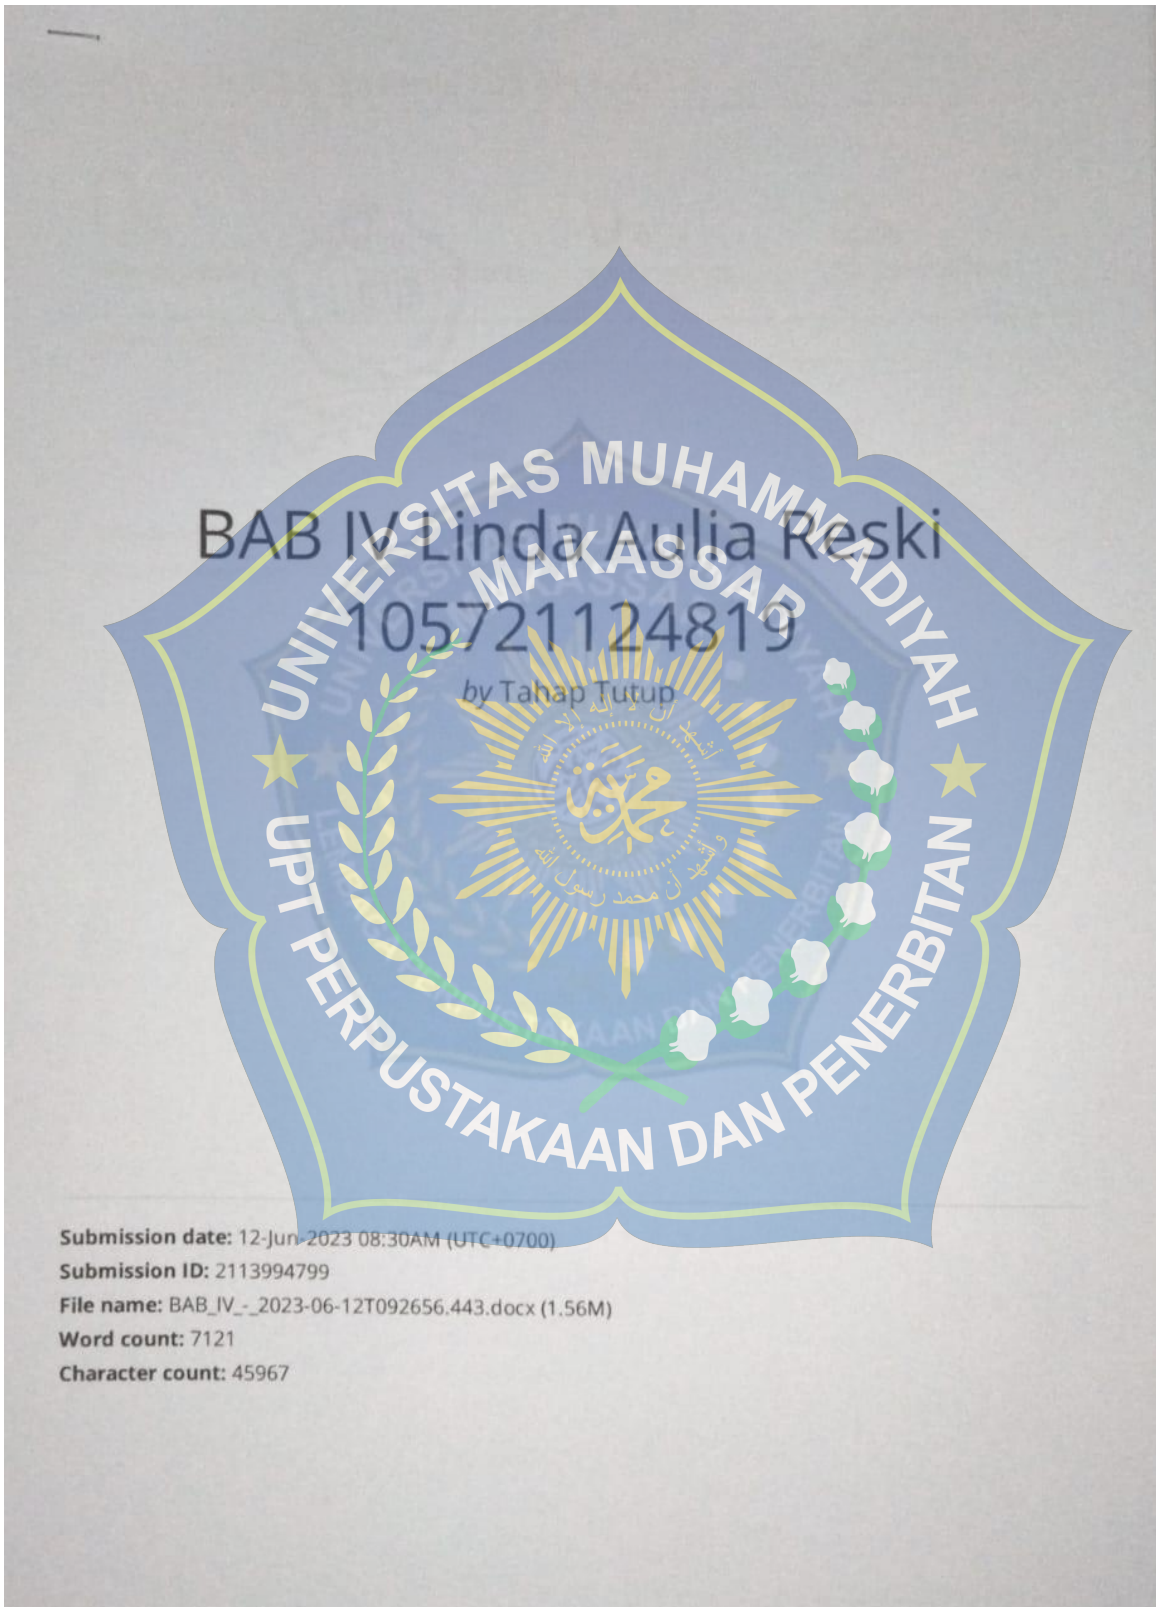 BAB IV Linda Aulia Reski
105721124819
by Tahap Tutup
UNIVERSITAS MUHAMMADIYAH
MAKASSAR
أشهد أن لا إله إلا الله
محمد
وأشهد أن محمد رسول الله
UPT PERPUSTAKAAN DAN PENERBITAN
Submission date: 12-Jun-2023 08:30AM (UTC+0700)
Submission ID: 2113994799
File name: BAB_IV_-_2023-06-12T092656.443.docx (1.56M)
Word count: 7121
Character count: 45967